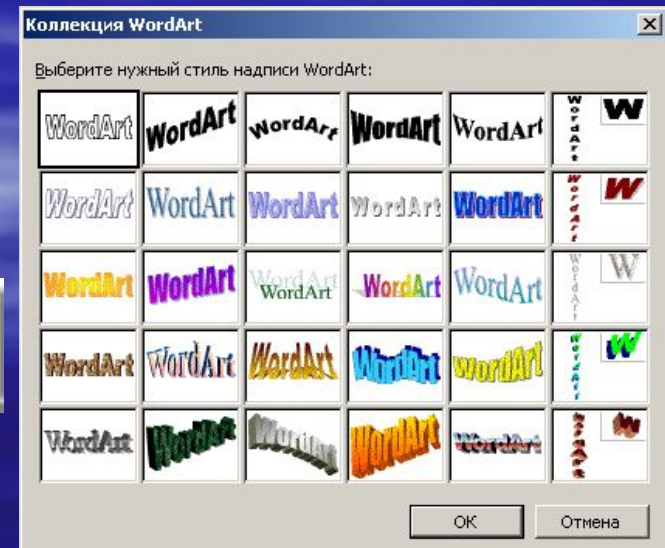 Коллекция WordArt
Выберите нужный стиль надписи WordArt:
WordArt WordArt WordArt WordArt WordArt WordArt W
WordArt WordArt WordArt WordArt WordArt WordArt W
WordArt WordArt WordArt WordArt WordArt WordArt WordArt W
WordArt WordArt WordArt WordArt WordArt WordArt W
WordArt WordArt WordArt WordArt WordArt WordArt W
ОК Отмена